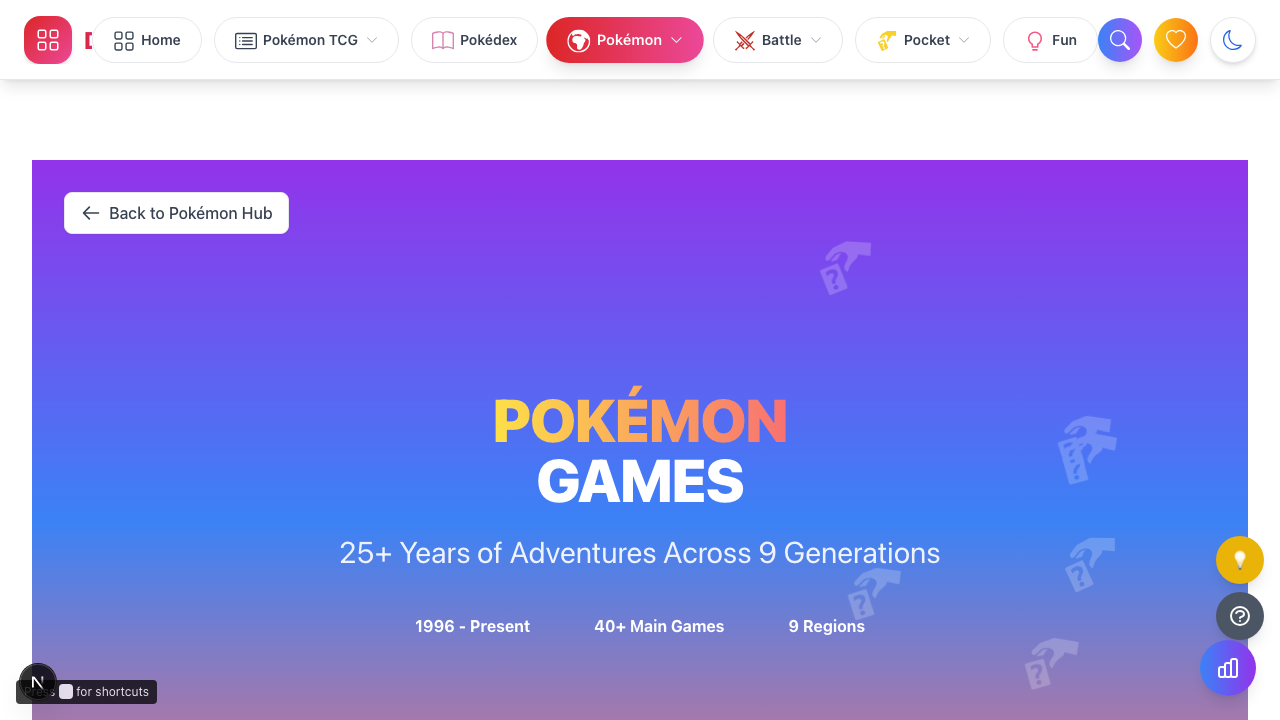 Home
Pokémon TCG
Pokédex
Pokémon
Battle
Pocket
Fun
Back to Pokémon Hub
POKÉMON
GAMES
25+ Years of Adventures Across 9 Generations
1996 - Present
40+ Main Games
9 Regions
Press for shortcuts
N